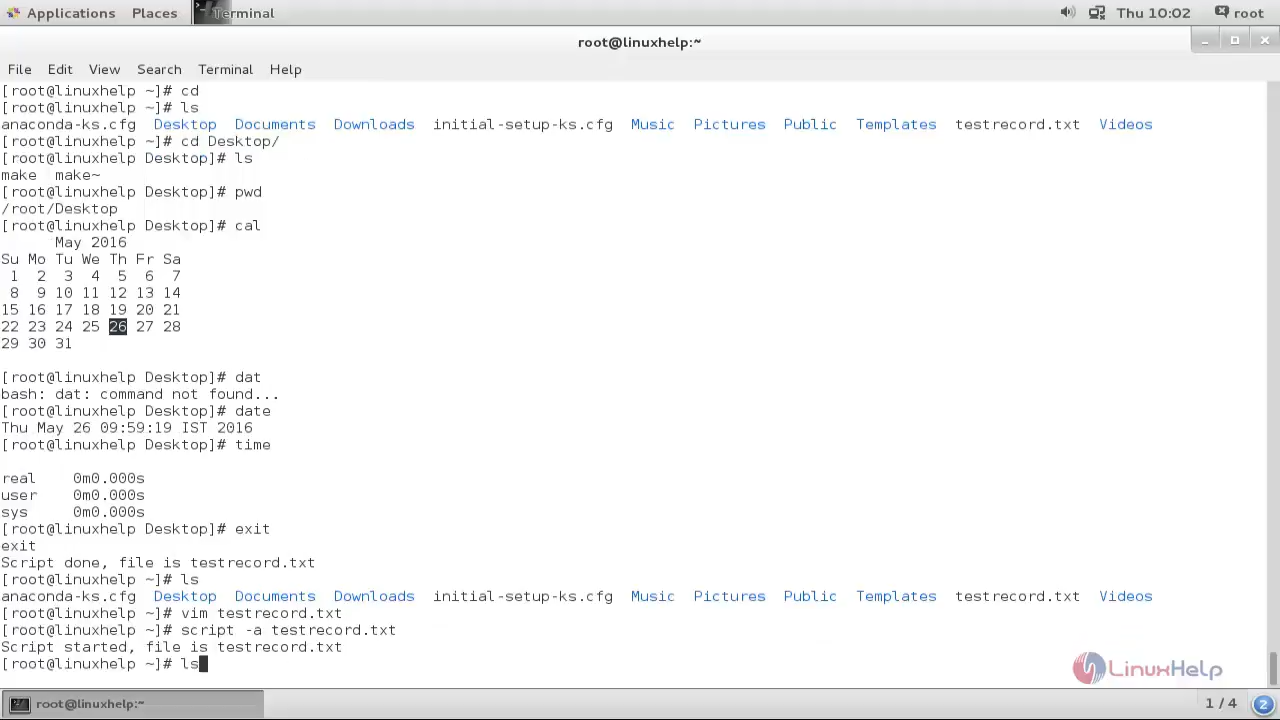 Applications Places Terminal Thu 10:02 root
root@linuxhelp:~
File Edit View Search Terminal Help
[root@linuxhelp ~]# cd
[root@linuxhelp ~]# ls
anaconda-ks.cfg  Desktop  Documents  Downloads  initial-setup-ks.cfg  Music  Pictures  Public  Templates  testrecord.txt  Videos
[root@linuxhelp ~]# cd Desktop/
[root@linuxhelp Desktop]# ls
make  make~
[root@linuxhelp Desktop]# pwd
/root/Desktop
[root@linuxhelp Desktop]# cal
      May 2016
Su Mo Tu We Th Fr Sa
 1  2  3  4  5  6  7
 8  9 10 11 12 13 14
15 16 17 18 19 20 21
22 23 24 25 26 27 28
29 30 31
[root@linuxhelp Desktop]# dat
bash: dat: command not found...
[root@linuxhelp Desktop]# date
Thu May 26 09:59:19 IST 2016
[root@linuxhelp Desktop]# time
real    0m0.000s
user    0m0.000s
sys     0m0.000s
[root@linuxhelp Desktop]# exit
exit
Script done, file is testrecord.txt
[root@linuxhelp ~]# ls
anaconda-ks.cfg  Desktop  Documents  Downloads  initial-setup-ks.cfg  Music  Pictures  Public  Templates  testrecord.txt  Videos
[root@linuxhelp ~]# vim testrecord.txt
[root@linuxhelp ~]# script -a testrecord.txt
Script started, file is testrecord.txt
[root@linuxhelp ~]# ls
LinuxHelp
root@linuxhelp:~ 1 / 4 2